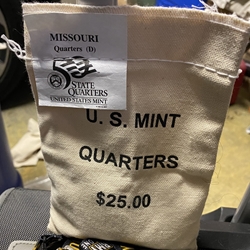 MISSOURI
Quarters (D)
50
STATE
QUARTERS
UNITED STATES MINT
U. S. MINT
QUARTERS
$25.00